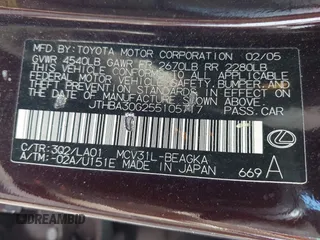 MFD. BY: TOYOTA MOTOR CORPORATION 02/05
GVWR 4540LB GAWR FR 2670LB RR 2280LB
THIS VEHICLE CONFORMS TO ALL APPLICABLE
FEDERAL MOTOR VEHICLE SAFETY, BUMPER, AND
THEFT PREVENTION STANDARDS IN EFFECT ON
THE DATE OF MANUFACTURE SHOWN ABOVE.
PASS. CAR
C/TR: 3Q2/LA01 MCV31L-BEAGKA
A/TM: -02A/U151E MADE IN JAPAN
669 A
DREAMBID